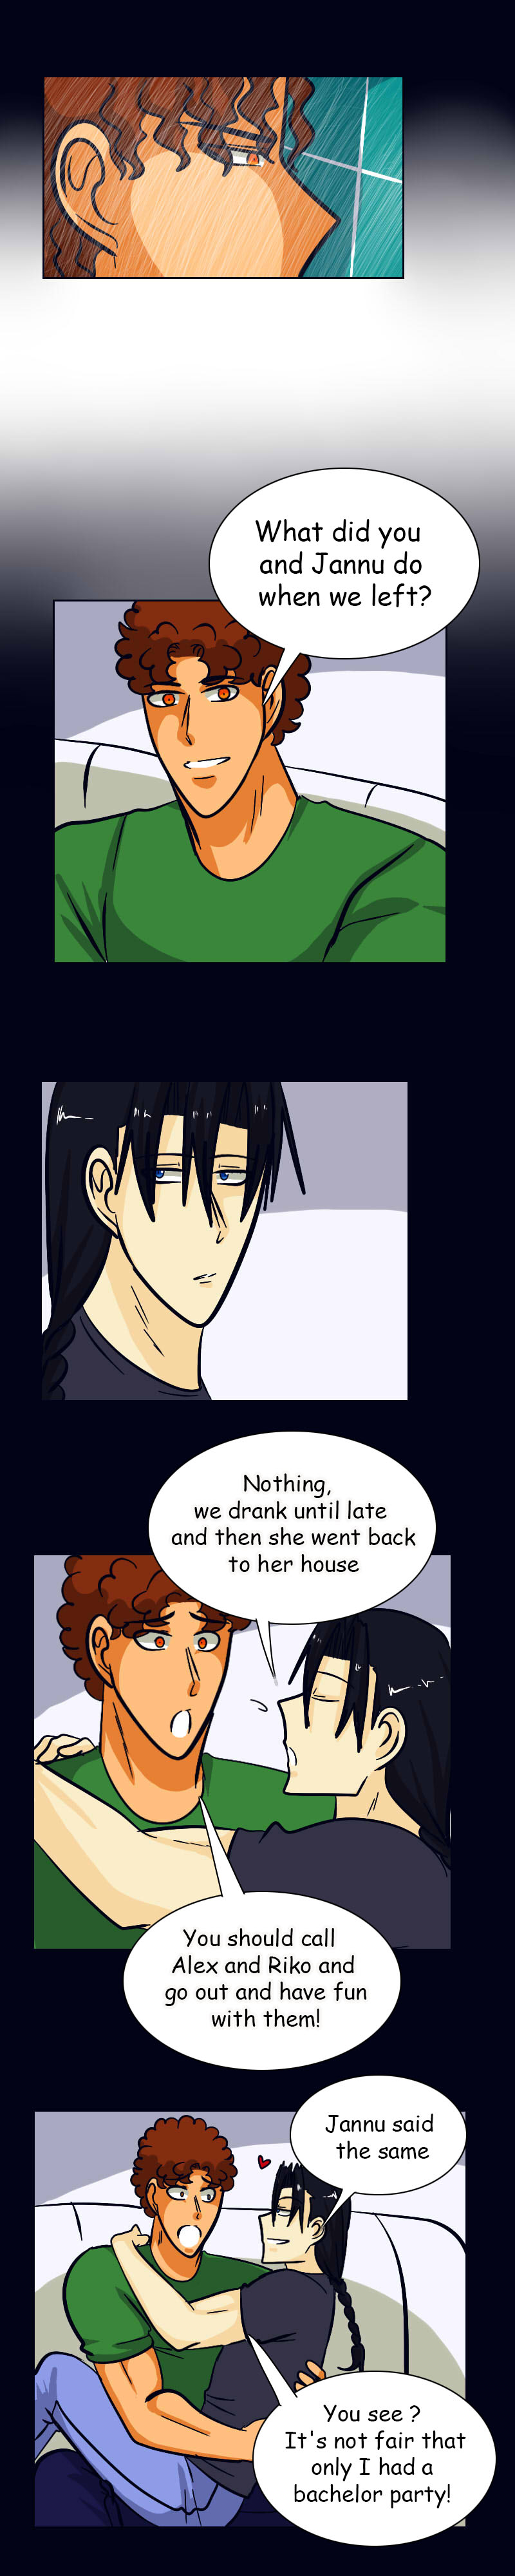 What did you
and Jannu do
when we left?
Nothing,
we drank until late
and then she went back
to her house
You should call
Alex and Riko and
go out and have fun
with them!
Jannu said
the same
You see ?
It's not fair that
only I had a
bachelor party!